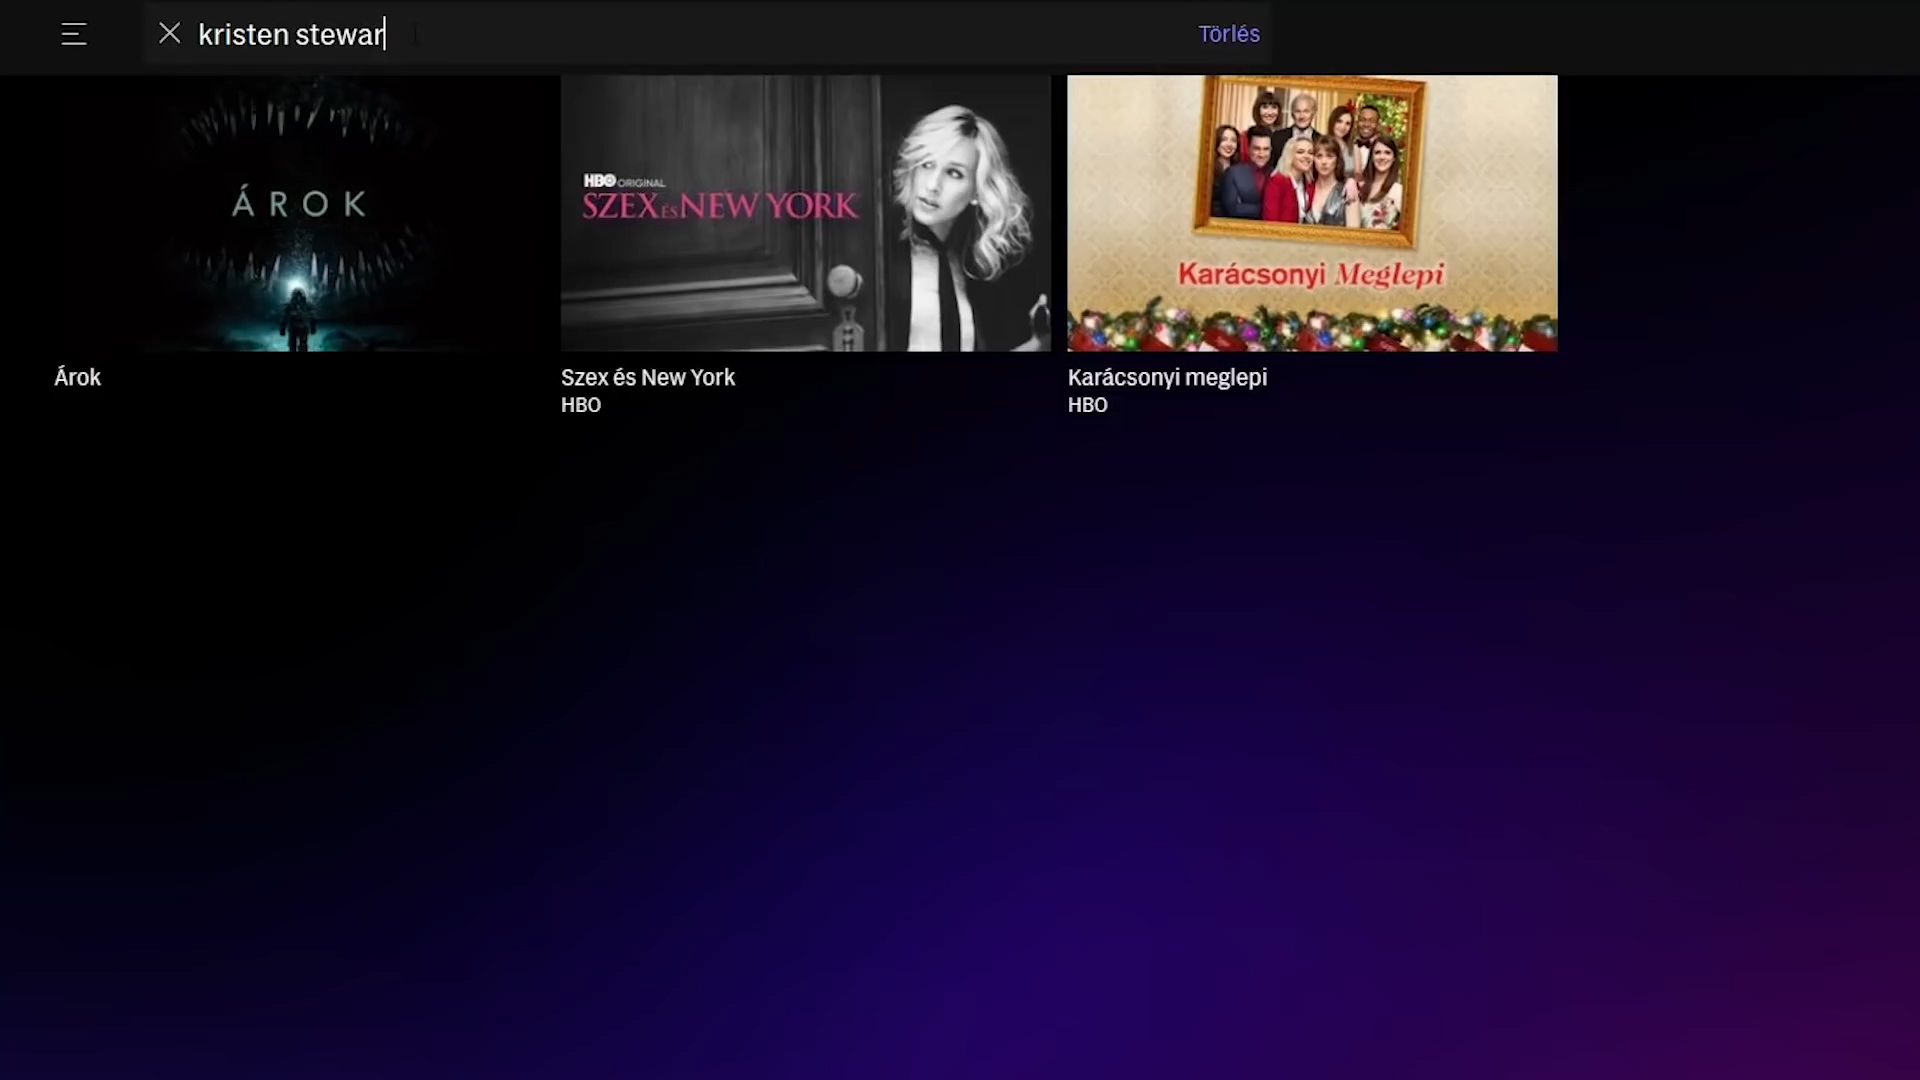 kristen stewar
Törlés
ÁROK
HBO ORIGINAL
SZEX ÉS NEW YORK
Karácsonyi Meglepi
Árok
Szex és New York
HBO
Karácsonyi meglepi
HBO